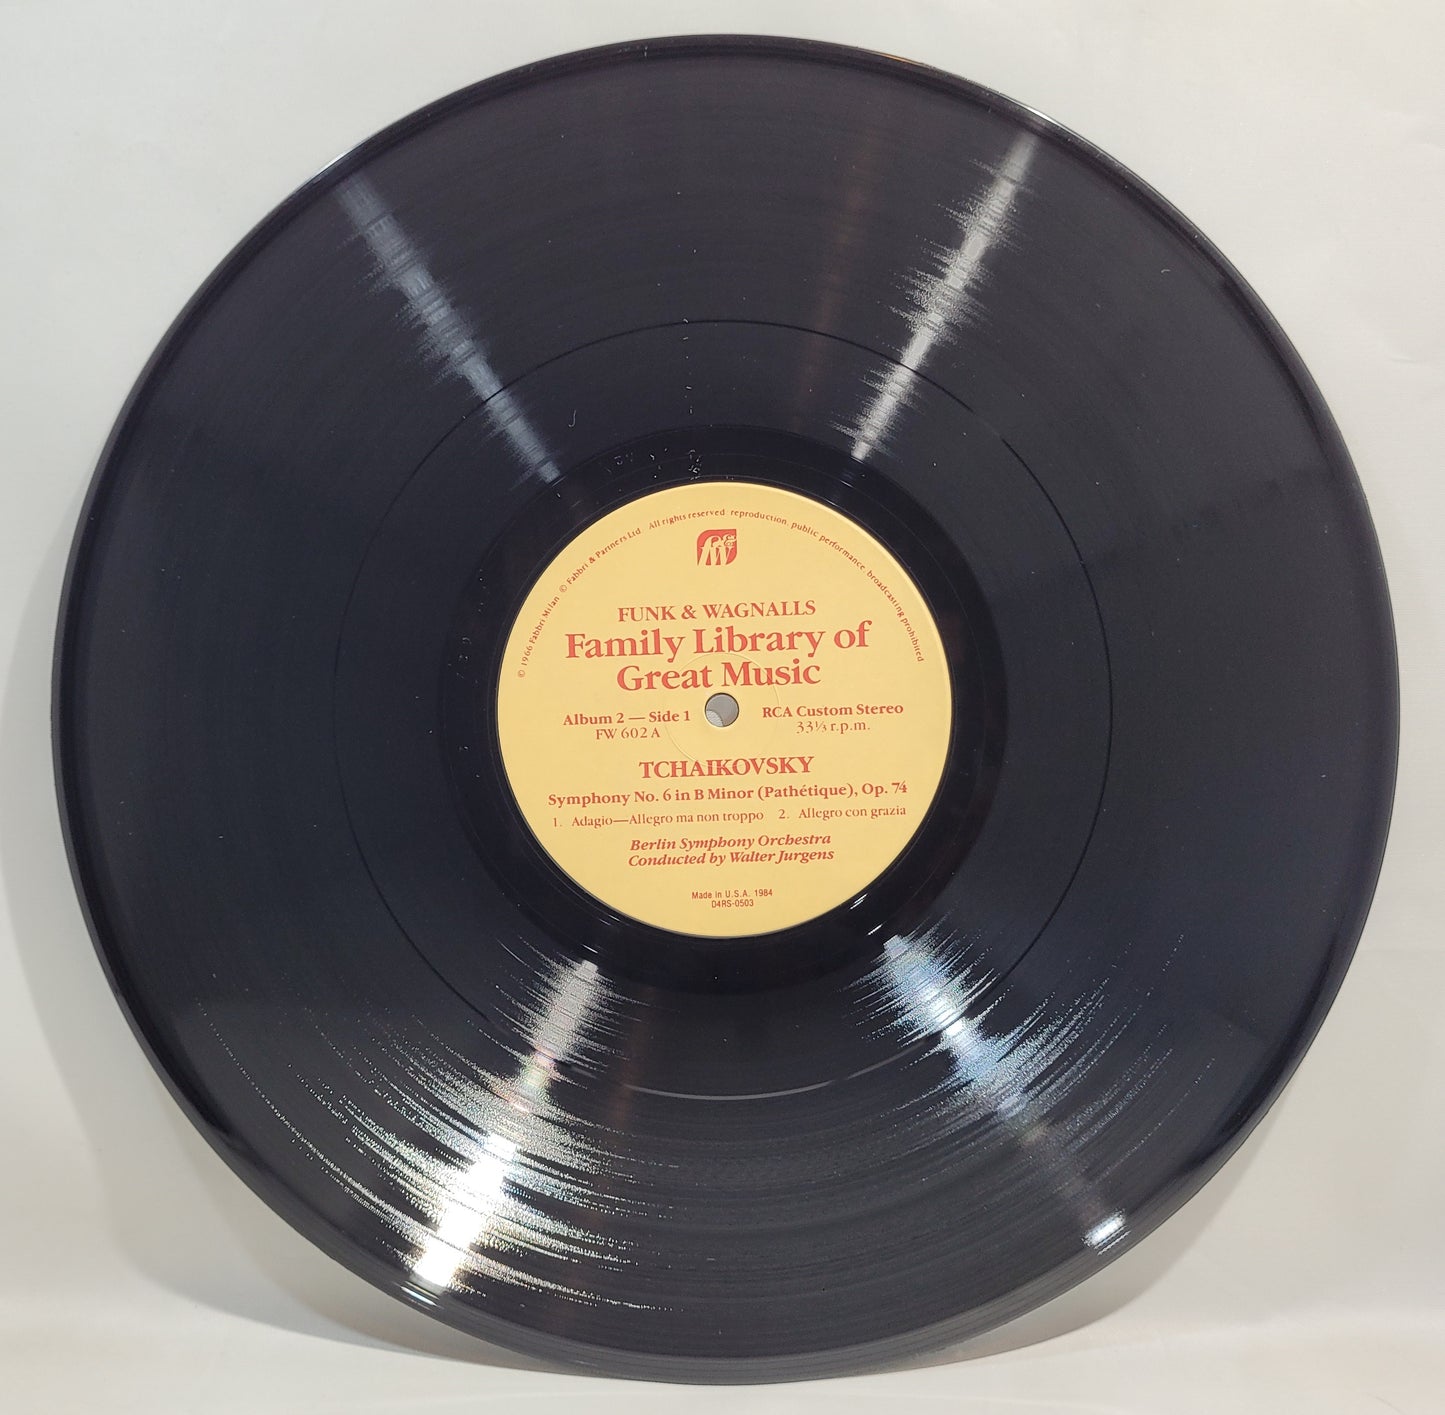 © 1966 Fabbri Milan © Fabbri & Partners Ltd All rights reserved reproduction, public performance, broadcasting prohibited
FUNK & WAGNALLS
Family Library of
Great Music
Album 2 — Side 1
FW 602 A
RCA Custom Stereo
33⅓ r.p.m.
TCHAIKOVSKY
Symphony No. 6 in B Minor (Pathétique), Op. 74
1. Adagio—Allegro ma non troppo 2. Allegro con grazia
Berlin Symphony Orchestra
Conducted by Walter Jurgens
Made in U.S.A. 1984
D4RS-0503